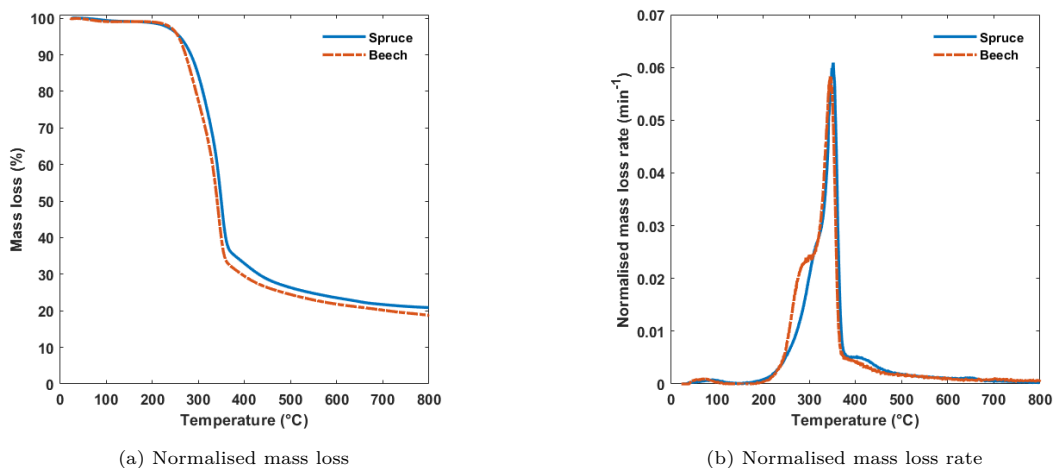 100
90
80
70
60
50
40
30
20
10
0
Mass loss (%)
0 100 200 300 400 500 600 700 800
Temperature (°C)
Spruce
Beech
(a) Normalised mass loss
0.07
0.06
0.05
0.04
0.03
0.02
0.01
0
Normalised mass loss rate (min⁻¹)
0 100 200 300 400 500 600 700 800
Temperature (°C)
Spruce
Beech
(b) Normalised mass loss rate